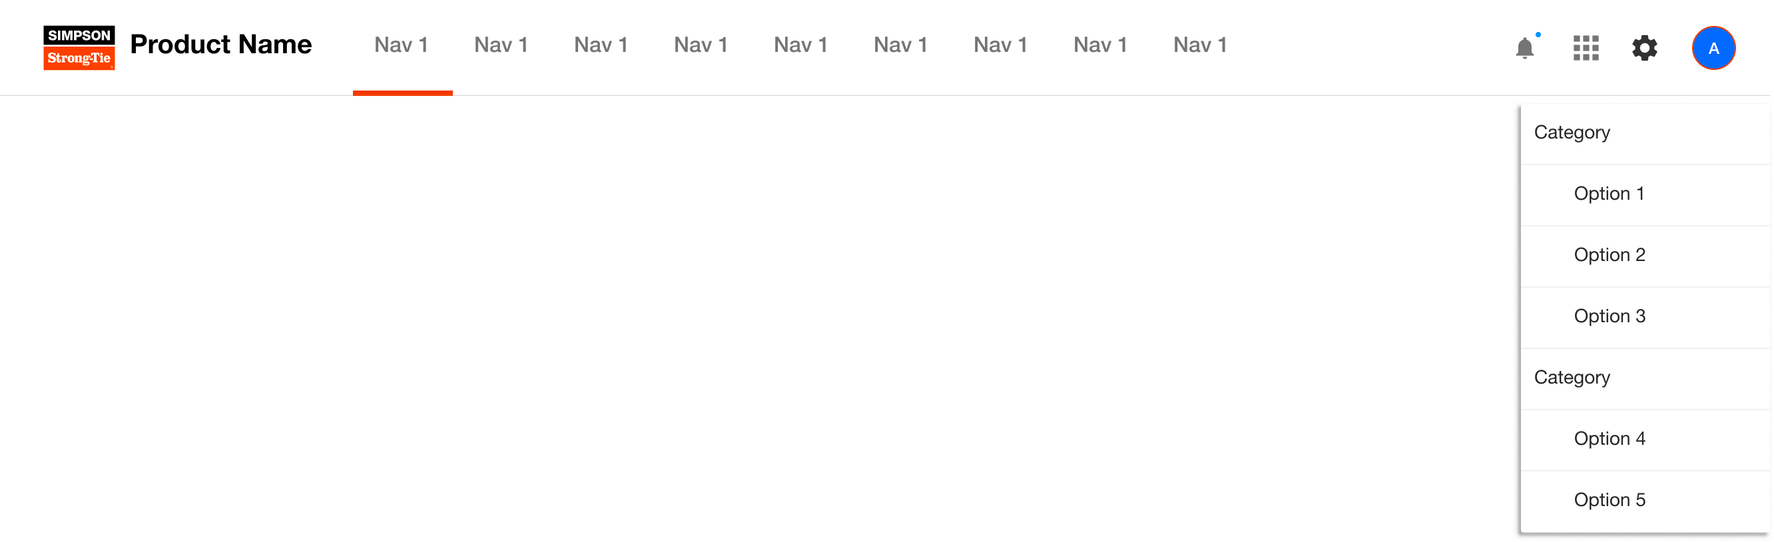 SIMPSON
Strong-Tie
Product Name
Nav 1 Nav 1 Nav 1 Nav 1 Nav 1 Nav 1 Nav 1 Nav 1 Nav 1
A
Category
Option 1
Option 2
Option 3
Category
Option 4
Option 5